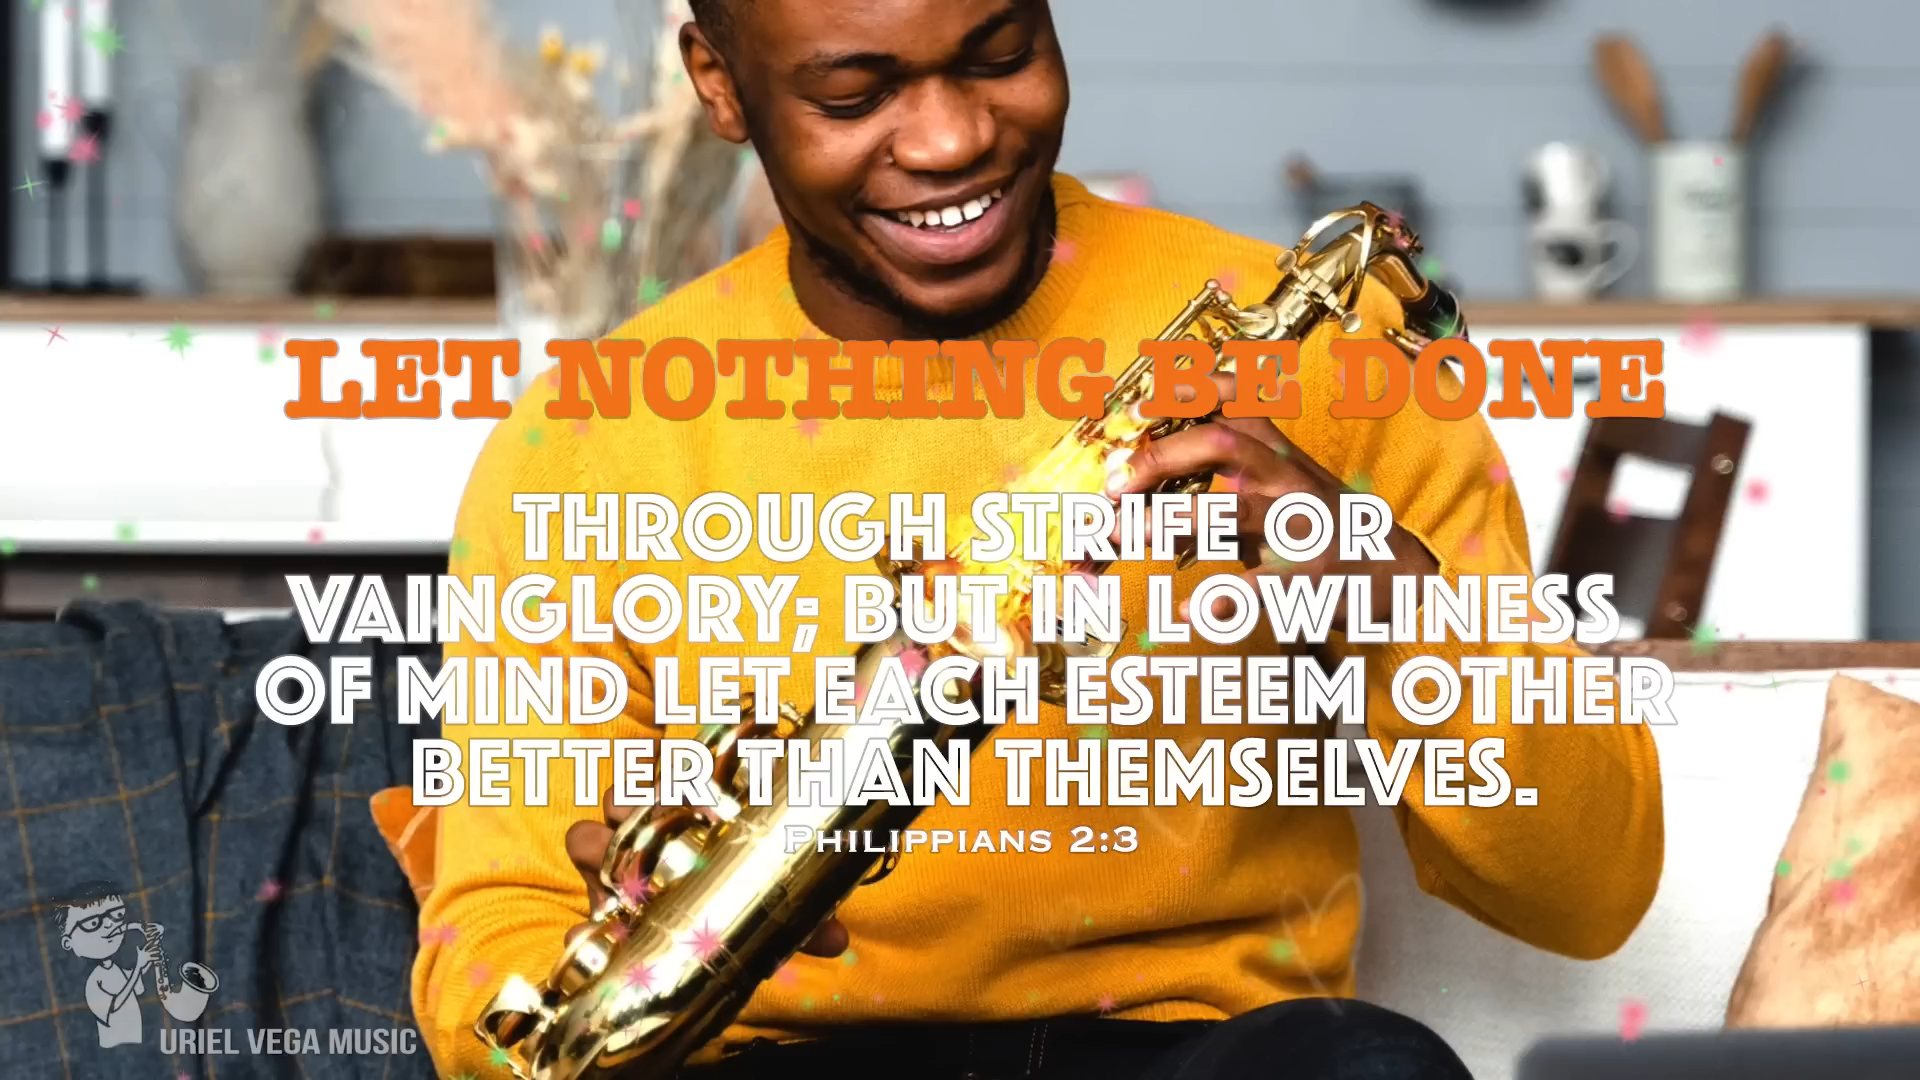 LET NOTHING BE DONE
THROUGH STRIFE OR
VAINGLORY; BUT IN LOWLINESS
OF MIND LET EACH ESTEEM OTHER
BETTER THAN THEMSELVES.
PHILIPPIANS 2:3
URIEL VEGA MUSIC